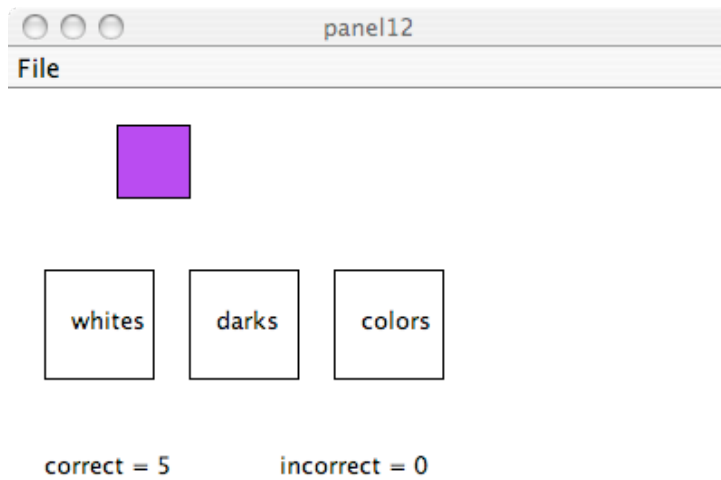 panel12
File
whites darks colors
correct = 5 incorrect = 0